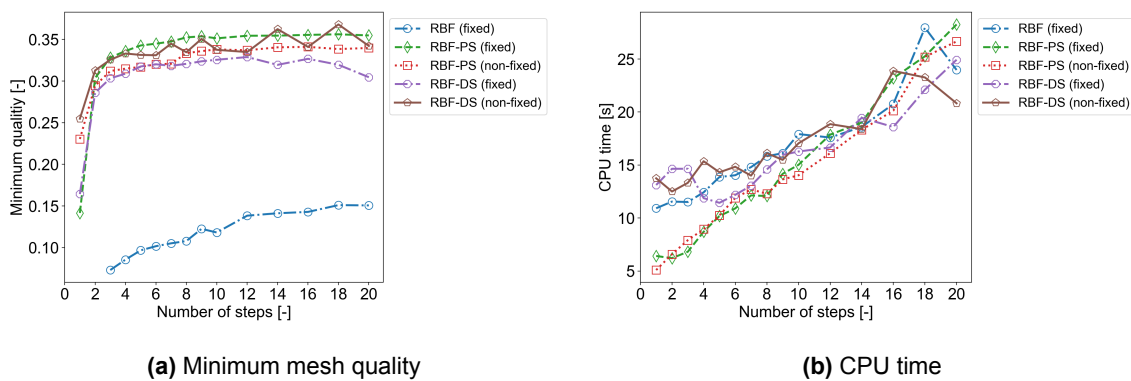 Minimum qualitiy [-]
0.35
0.30
0.25
0.20
0.15
0.10
0 2 4 6 8 10 12 14 16 18 20
Number of steps [-]
RBF (fixed)
RBF-PS (fixed)
RBF-PS (non-fixed)
RBF-DS (fixed)
RBF-DS (non-fixed)
(a) Minimum mesh quality
CPU time [s]
25
20
15
10
5
0 2 4 6 8 10 12 14 16 18 20
Number of steps [-]
RBF (fixed)
RBF-PS (fixed)
RBF-PS (non-fixed)
RBF-DS (fixed)
RBF-DS (non-fixed)
(b) CPU time